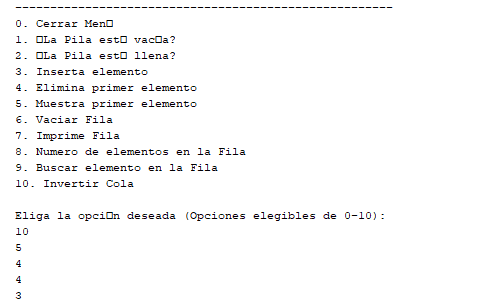 ------------------------------------------------------
0. Cerrar Men□
1. □La Pila est□ vac□a?
2. □La Pila est□ llena?
3. Inserta elemento
4. Elimina primer elemento
5. Muestra primer elemento
6. Vaciar Fila
7. Imprime Fila
8. Numero de elementos en la Fila
9. Buscar elemento en la Fila
10. Invertir Cola
Eliga la opci□n deseada (Opciones elegibles de 0-10):
10
5
4
4
3